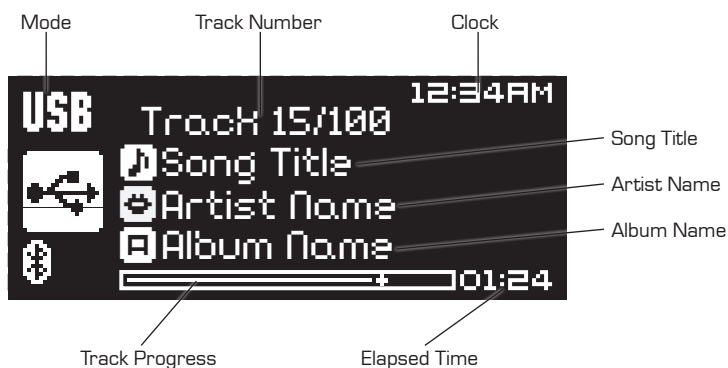 Mode Track Number Clock
USB
12:34AM
Track 15/100
Song Title
Artist Name
Album Name
01:24
Song Title
Artist Name
Album Name
Track Progress Elapsed Time